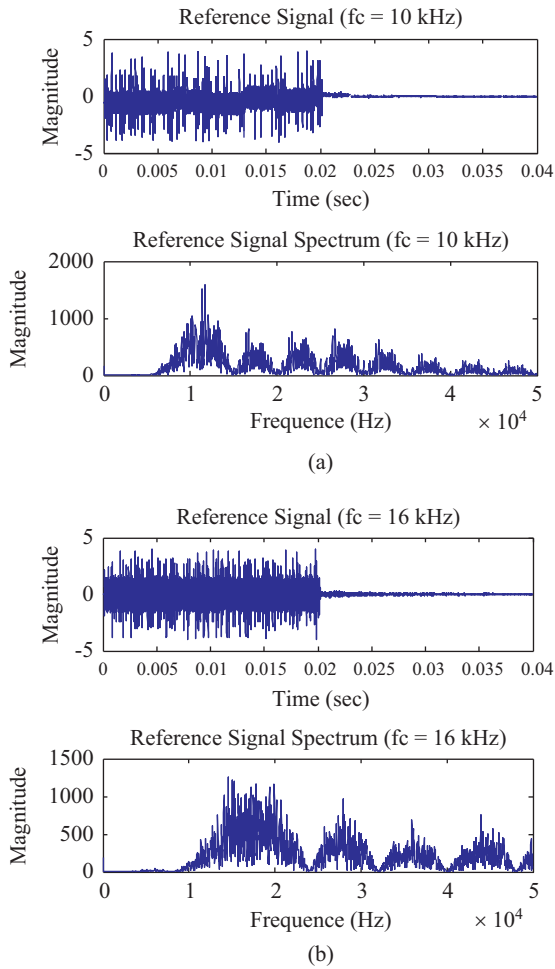 Reference Signal (fc = 10 kHz)
5
0
-5
Magnitude
0 0.005 0.01 0.015 0.02 0.025 0.03 0.035 0.04
Time (sec)
Reference Signal Spectrum (fc = 10 kHz)
2000
1000
0
Magnitude
0 1 2 3 4 5
Frequence (Hz) × 10^4
(a)
Reference Signal (fc = 16 kHz)
5
0
-5
Magnitude
0 0.005 0.01 0.015 0.02 0.025 0.03 0.035 0.04
Time (sec)
Reference Signal Spectrum (fc = 16 kHz)
1500
1000
500
0
Magnitude
0 1 2 3 4 5
Frequency (Hz) × 10^4
(b)